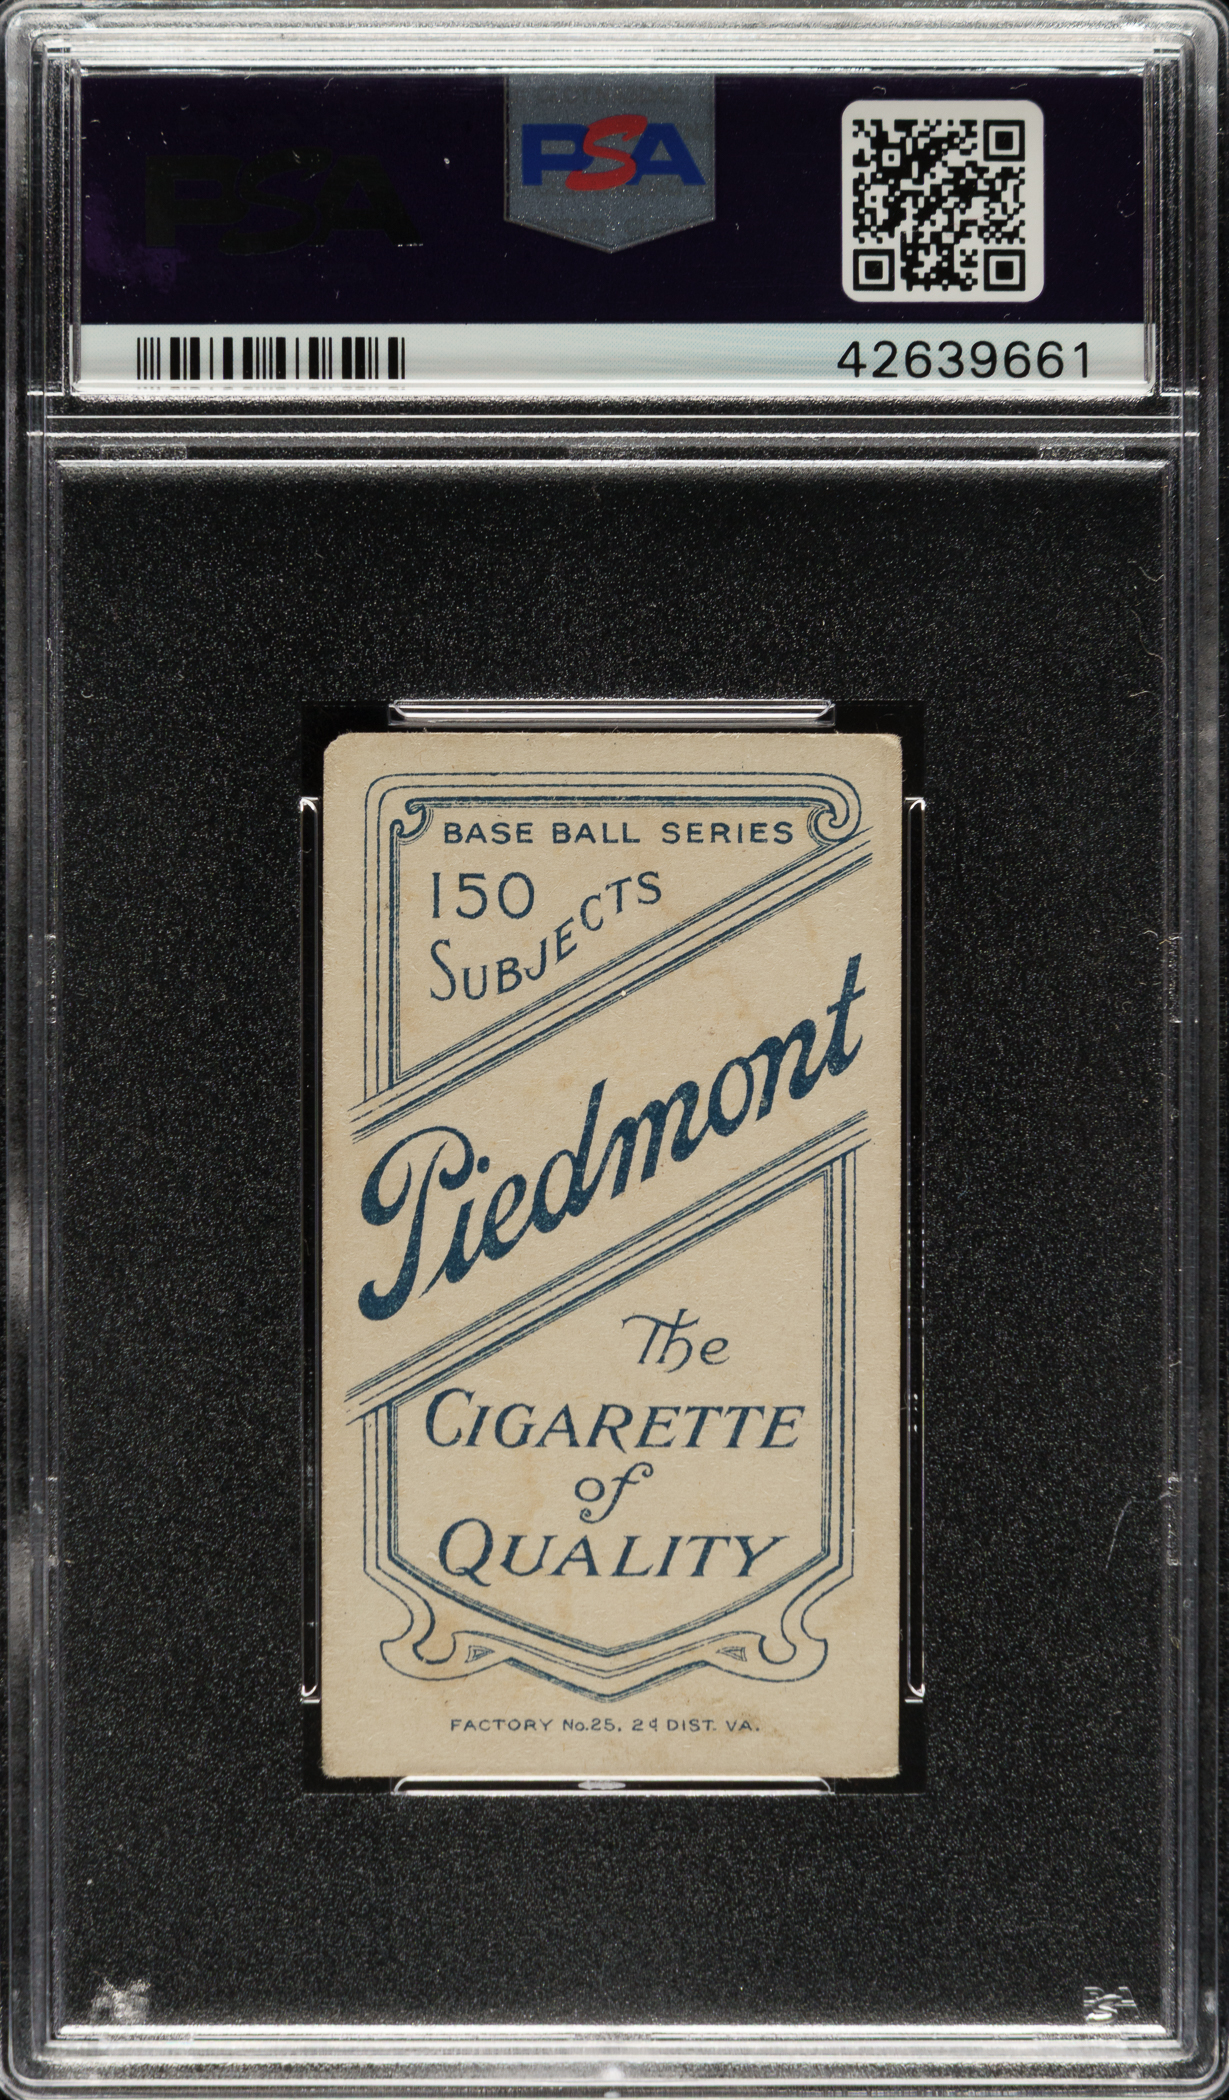 PSA
PSA
42639661
BASE BALL SERIES
150
SUBJECTS
Piedmont
The
CIGARETTE
of
QUALITY
FACTORY No.25, 2d DIST. VA.
PSA